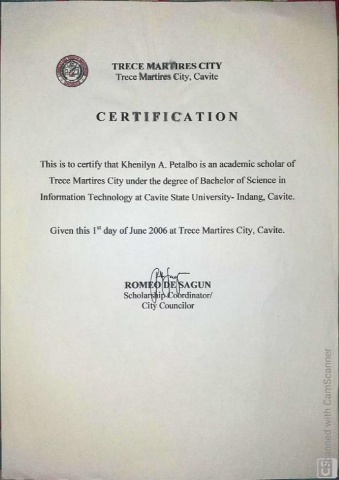 TRECE MARTIRES CITY
Trece Martires City, Cavite
CERTIFICATION
This is to certify that Khenilyn A. Petalbo is an academic scholar of
Trece Martires City under the degree of Bachelor of Science in
Information Technology at Cavite State University- Indang, Cavite.
Given this 1st day of June 2006 at Trece Martires City, Cavite.
ROMEO DE SAGUN
Scholarship Coordinator/
City Councilor
Scanned with CamScanner
CS